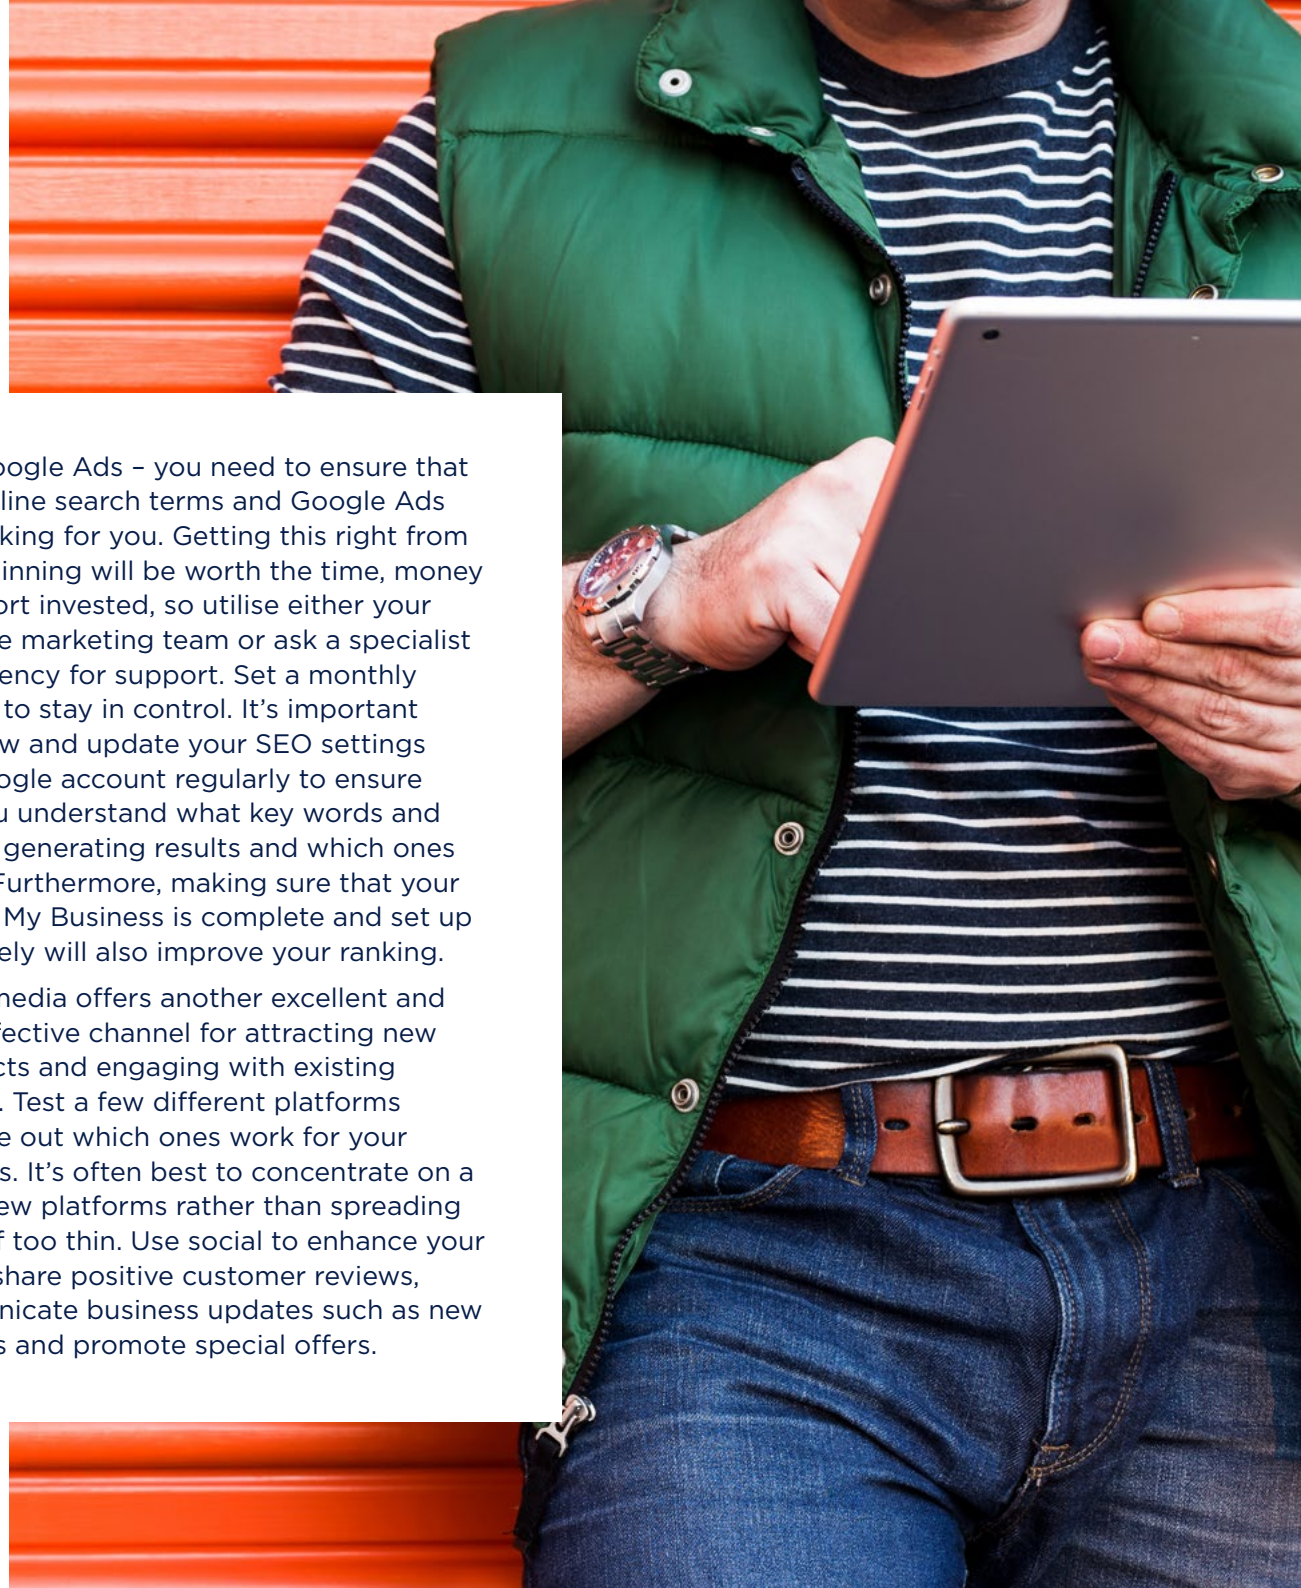 Google Ads – you need to ensure that
line search terms and Google Ads
king for you. Getting this right from
inning will be worth the time, money
ort invested, so utilise either your
e marketing team or ask a specialist
ency for support. Set a monthly
to stay in control. It’s important
w and update your SEO settings
ogle account regularly to ensure
u understand what key words and
generating results and which ones
Furthermore, making sure that your
My Business is complete and set up
ely will also improve your ranking.
media offers another excellent and
fective channel for attracting new
cts and engaging with existing
. Test a few different platforms
e out which ones work for your
s. It’s often best to concentrate on a
ew platforms rather than spreading
f too thin. Use social to enhance your
share positive customer reviews,
nicate business updates such as new
s and promote special offers.